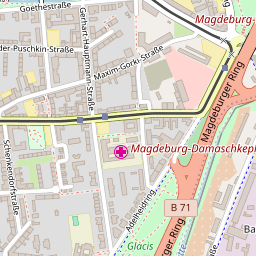 Goethestraße
Magdeburg-
Gerhart-Hauptmann-Straße
der-Puschkin-Straße
Maxim-Gorki-Straße
Magdeburger Ring
Magdeburg-Damaschkepl
Schenkendorfstraße
Adelheidring
B 71
Magdeburger Ring
Glacis
Ba